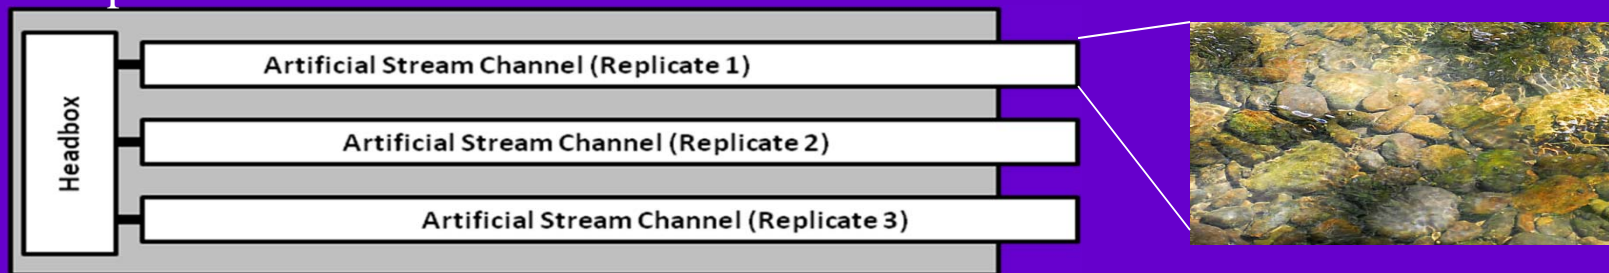 Headbox
Artificial Stream Channel (Replicate 1)
Artificial Stream Channel (Replicate 2)
Artificial Stream Channel (Replicate 3)